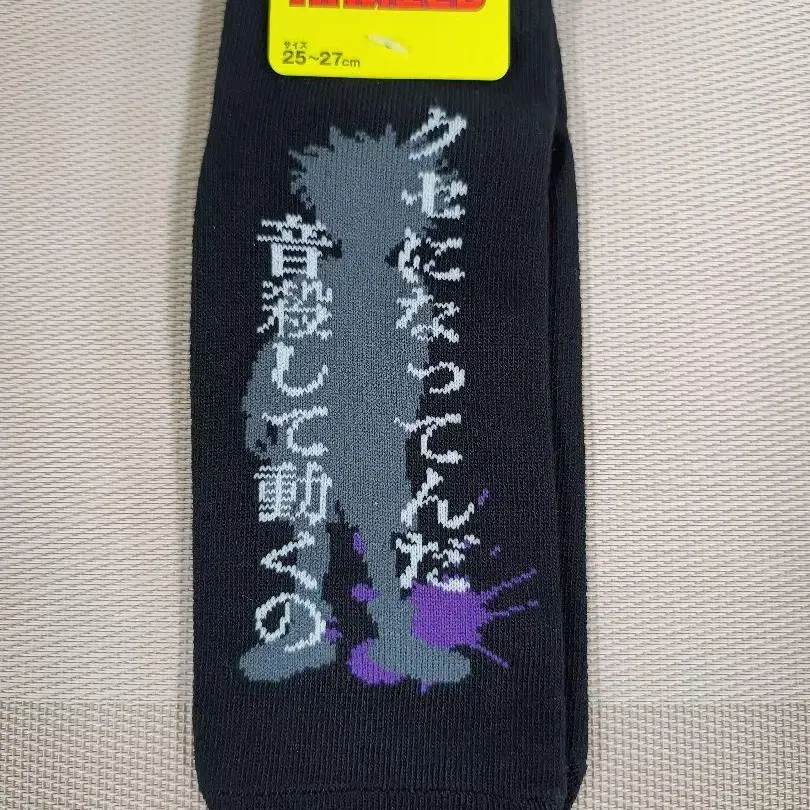 サイズ
25~27cm
クセになってんだ
音殺して動くの